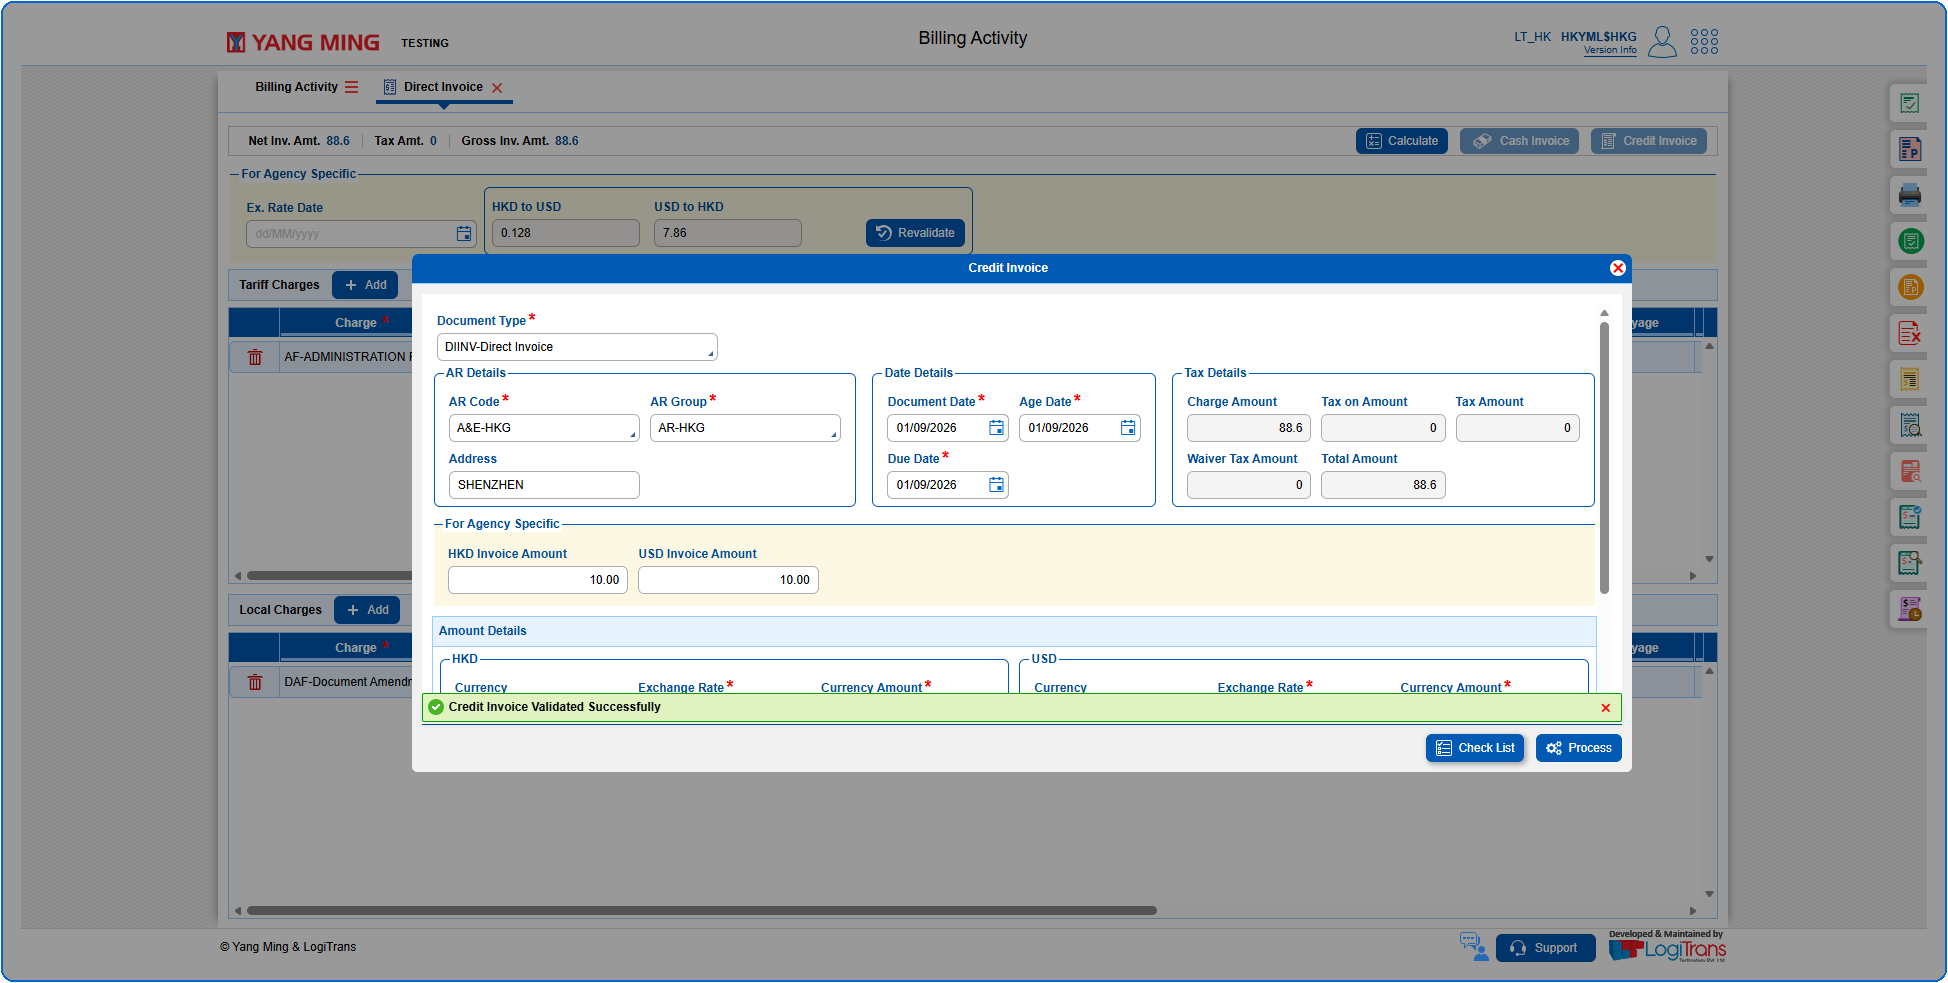 YANG MING TESTING
Billing Activity
LT_HK HKYML$HKG
Version Info
Billing Activity
Direct Invoice
Net Inv. Amt. 88.6
Tax Amt. 0
Gross Inv. Amt. 88.6
Calculate
Cash Invoice
Credit Invoice
For Agency Specific
Ex. Rate Date
HKD to USD
USD to HKD
dd/MM/yyyy
0.128
7.86
Revalidate
Credit Invoice
Tariff Charges
Add
Charge *
yage
AF-ADMINISTRATION
Document Type *
DIINV-Direct Invoice
AR Details
AR Code *
AR Group *
A&E-HKG
AR-HKG
Address
SHENZHEN
Date Details
Document Date *
Age Date *
01/09/2026
01/09/2026
Due Date *
01/09/2026
Tax Details
Charge Amount
Tax on Amount
Tax Amount
88.6
0
0
Waiver Tax Amount
Total Amount
0
88.6
For Agency Specific
HKD Invoice Amount
USD Invoice Amount
10.00
10.00
Amount Details
HKD
Currency
Exchange Rate *
Currency Amount *
USD
Currency
Exchange Rate *
Currency Amount *
Credit Invoice Validated Successfully
Check List
Process
Local Charges
Add
Charge *
yage
DAF-Document Amendm
© Yang Ming & LogiTrans
Support
Developed & Maintained by
LogiTrans
Technology Pvt. Ltd.